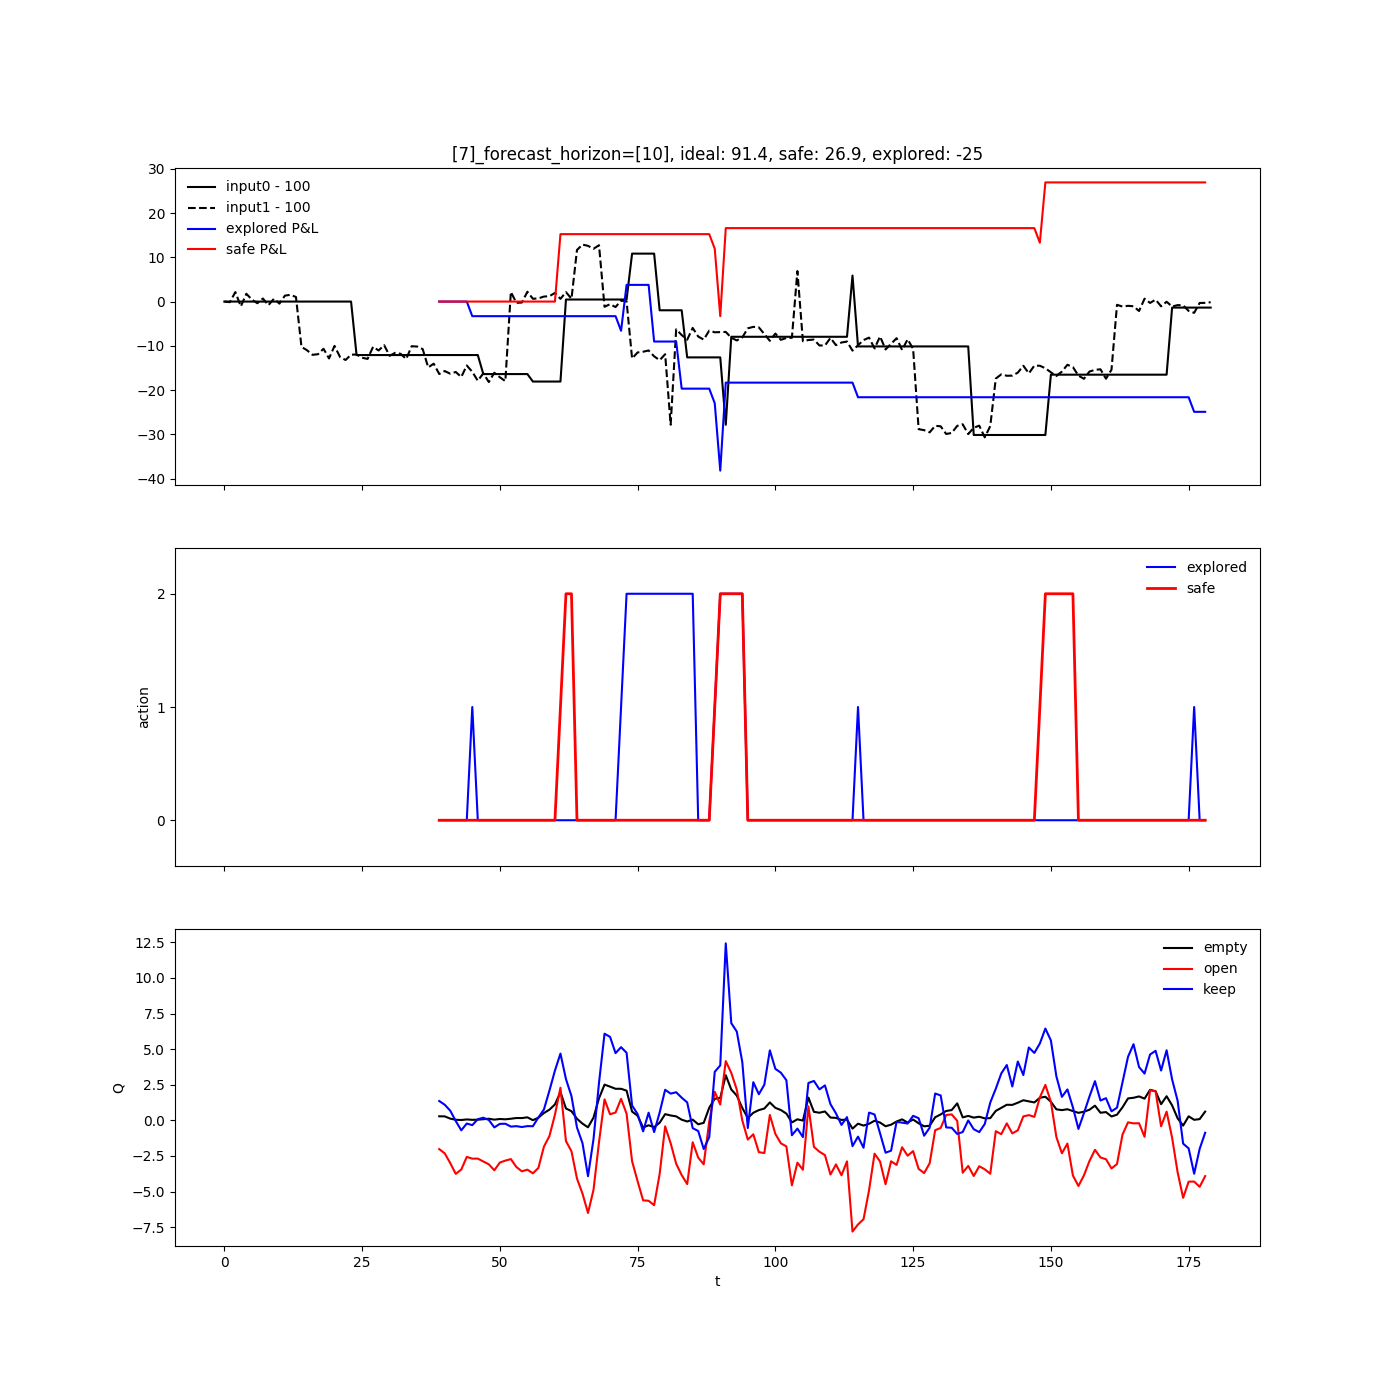 [7]_forecast_horizon=[10], ideal: 91.4, safe: 26.9, explored: -25
30
20
10
0
−10
−20
−30
−40
input0 - 100
input1 - 100
explored P&L
safe P&L
action
2
1
0
explored
safe
Q
12.5
10.0
7.5
5.0
2.5
0.0
−2.5
−5.0
−7.5
empty
open
keep
0 25 50 75 100 125 150 175
t